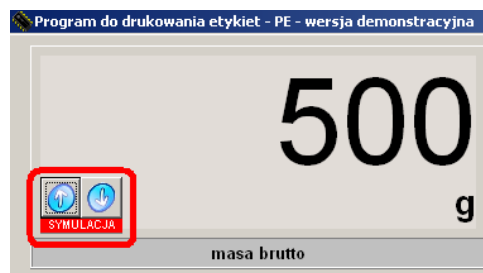 Program do drukowania etykiet - PE - wersja demonstracyjna
500
g
SYMULACJA
masa brutto